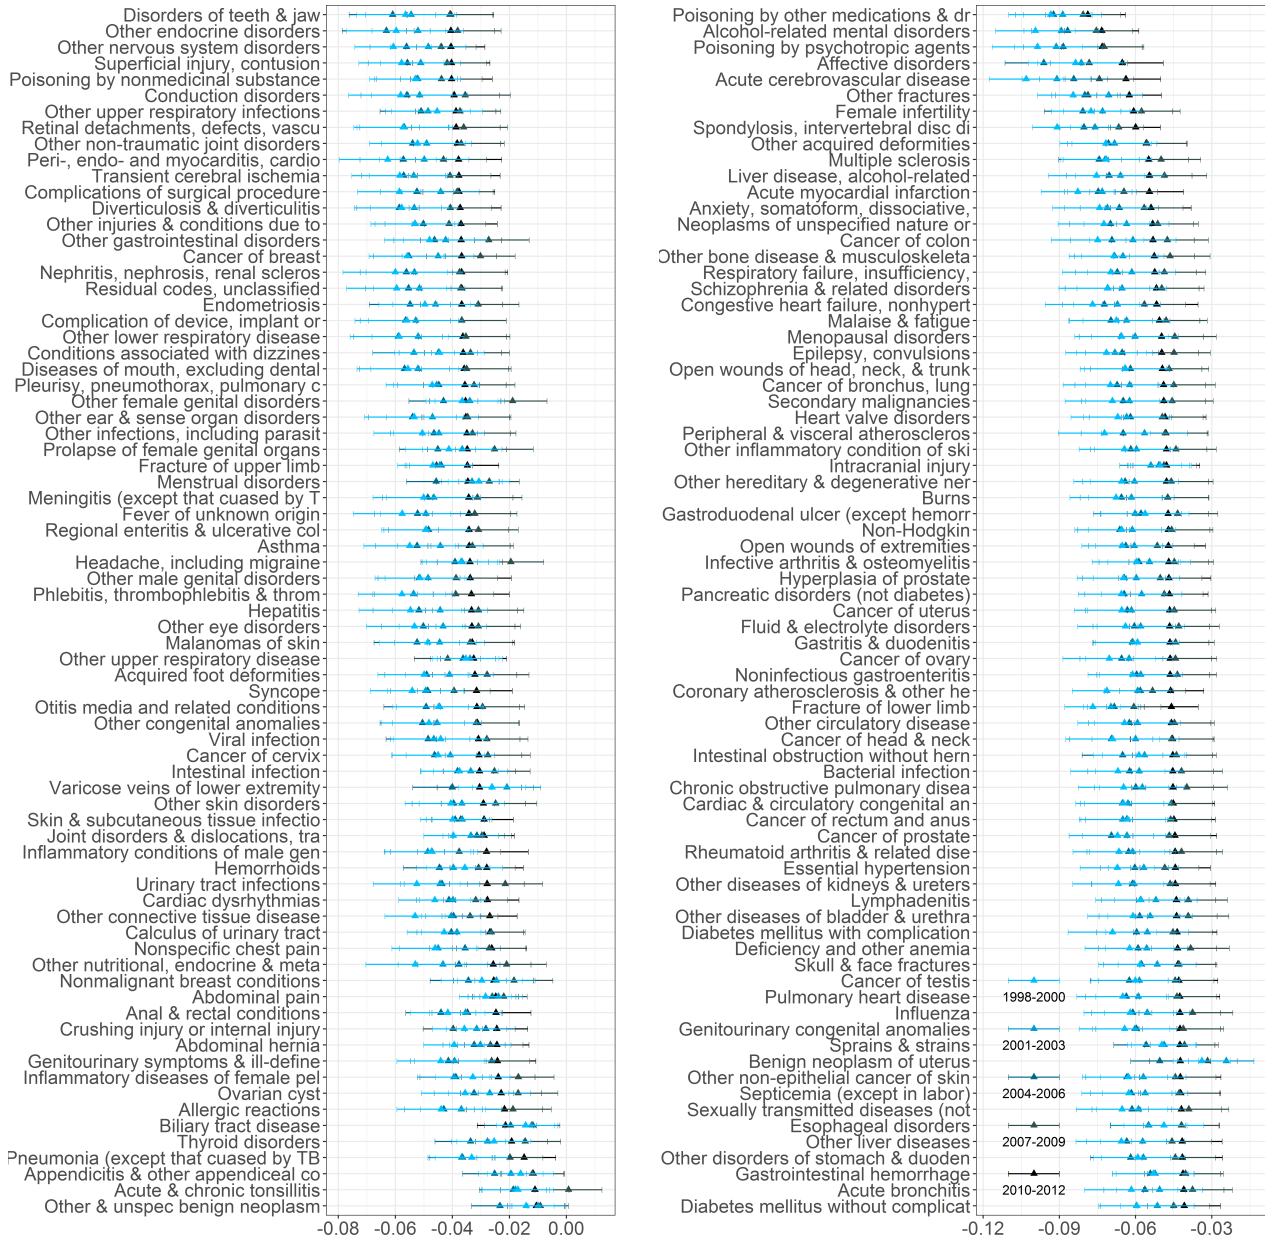 Disorders of teeth & jaw
Other endocrine disorders
Other nervous system disorders
Superficial injury, contusion
Poisoning by nonmedicinal substance
Conduction disorders
Other upper respiratory infections
Retinal detachments, defects, vascu
Other non-traumatic joint disorders
Peri-, endo- and myocarditis, cardio
Transient cerebral ischemia
Complications of surgical procedure
Diverticulosis & diverticulitis
Other injuries & conditions due to
Other gastrointestinal disorders
Cancer of breast
Nephritis, nephrosis, renal scleros
Residual codes, unclassified
Endometriosis
Complication of device, implant or
Other lower respiratory disease
Conditions associated with dizzines
Diseases of mouth, excluding dental
Pleurisy, pneumothorax, pulmonary c
Other female genital disorders
Other ear & sense organ disorders
Other infections, including parasit
Prolapse of female genital organs
Fracture of upper limb
Menstrual disorders
Meningitis (except that cuased by T
Fever of unknown origin
Regional enteritis & ulcerative col
Asthma
Headache, including migraine
Other male genital disorders
Phlebitis, thrombophlebitis & throm
Hepatitis
Other eye disorders
Malanomas of skin
Other upper respiratory disease
Acquired foot deformities
Syncope
Otitis media and related conditions
Other congenital anomalies
Viral infection
Cancer of cervix
Intestinal infection
Varicose veins of lower extremity
Other skin disorders
Skin & subcutaneous tissue infectio
Joint disorders & dislocations, tra
Inflammatory conditions of male gen
Hemorrhoids
Urinary tract infections
Cardiac dysrhythmias
Other connective tissue disease
Calculus of urinary tract
Nonspecific chest pain
Other nutritional, endocrine & meta
Nonmalignant breast conditions
Abdominal pain
Anal & rectal conditions
Crushing injury or internal injury
Abdominal hernia
Genitourinary symptoms & ill-define
Inflammatory diseases of female pel
Ovarian cyst
Allergic reactions
Biliary tract disease
Thyroid disorders
Pneumonia (except that cuased by TB
Appendicitis & other appendiceal co
Acute & chronic tonsillitis
Other & unspec benign neoplasm
-0.08 -0.06 -0.04 -0.02 0.00
Poisoning by other medications & dr
Alcohol-related mental disorders
Poisoning by psychotropic agents
Affective disorders
Acute cerebrovascular disease
Other fractures
Female infertility
Spondylosis, intervertebral disc di
Other acquired deformities
Multiple sclerosis
Liver disease, alcohol-related
Acute myocardial infarction
Anxiety, somatoform, dissociative,
Neoplasms of unspecified nature or
Cancer of colon
Other bone disease & musculoskeleta
Respiratory failure, insufficiency,
Schizophrenia & related disorders
Congestive heart failure, nonhypert
Malaise & fatigue
Menopausal disorders
Epilepsy, convulsions
Open wounds of head, neck, & trunk
Cancer of bronchus, lung
Secondary malignancies
Heart valve disorders
Peripheral & visceral atheroscleros
Other inflammatory condition of ski
Intracranial injury
Other hereditary & degenerative ner
Burns
Gastroduodenal ulcer (except hemorr
Non-Hodgkin
Open wounds of extremities
Infective arthritis & osteomyelitis
Hyperplasia of prostate
Pancreatic disorders (not diabetes)
Cancer of uterus
Fluid & electrolyte disorders
Gastritis & duodenitis
Cancer of ovary
Noninfectious gastroenteritis
Coronary atherosclerosis & other he
Fracture of lower limb
Other circulatory disease
Cancer of head & neck
Intestinal obstruction without hern
Bacterial infection
Chronic obstructive pulmonary disea
Cardiac & circulatory congenital an
Cancer of rectum and anus
Cancer of prostate
Rheumatoid arthritis & related dise
Essential hypertension
Other diseases of kidneys & ureters
Lymphadenitis
Other diseases of bladder & urethra
Diabetes mellitus with complication
Deficiency and other anemia
Skull & face fractures
Cancer of testis
Pulmonary heart disease 1998-2000
Influenza
Genitourinary congenital anomalies
Sprains & strains 2001-2003
Benign neoplasm of uterus
Other non-epithelial cancer of skin
Septicemia (except in labor) 2004-2006
Sexually transmitted diseases (not
Esophageal disorders
Other liver diseases 2007-2009
Other disorders of stomach & duoden
Gastrointestinal hemorrhage
Acute bronchitis 2010-2012
Diabetes mellitus without complicat
-0.12 -0.09 -0.06 -0.03